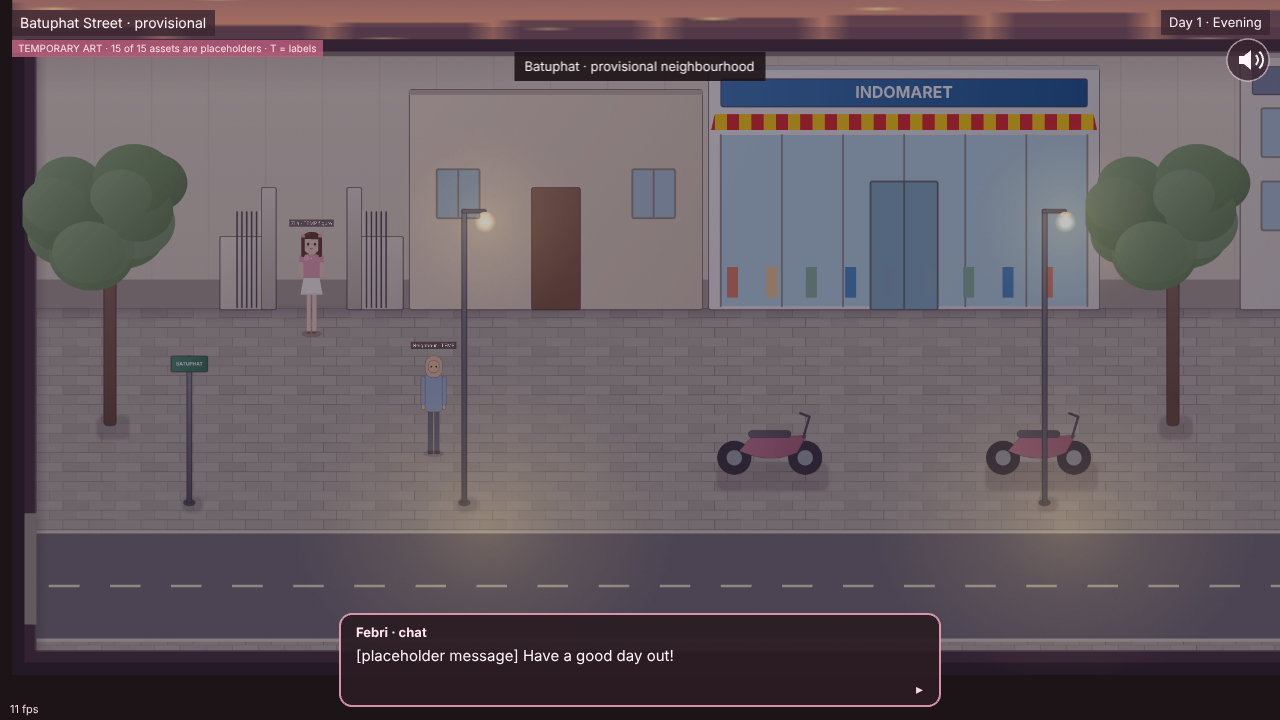 Batuphat Street · provisional
Day 1 · Evening
TEMPORARY ART · 15 of 15 assets are placeholders · T = labels
Batuphat · provisional neighbourhood
INDOMARET
BATUPHAT
Febri · chat
[placeholder message] Have a good day out!
11 fps